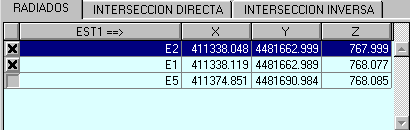 RADIADOS INTERSECCION DIRECTA INTERSECCION INVERSA
EST1 ==> X Y Z
E2 411338.048 4481662.999 767.999
E1 411338.119 4481662.989 768.077
E5 411374.851 4481690.984 768.085